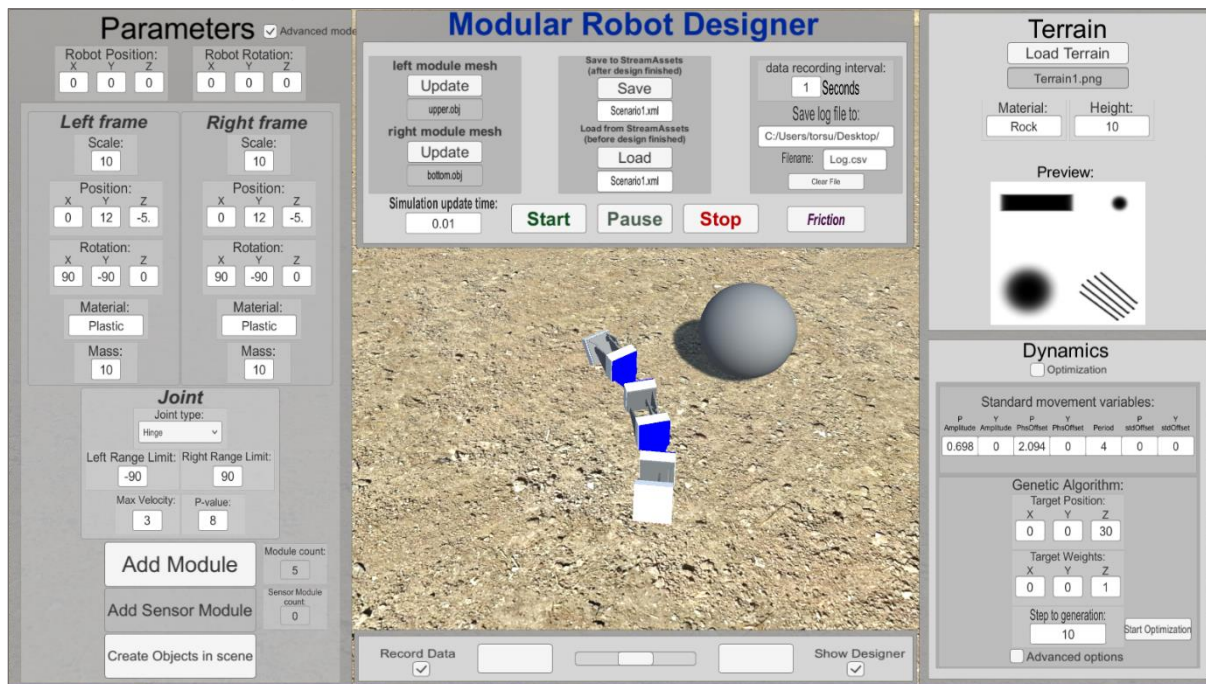 Parameters
Advanced mode
Robot Position:
Robot Rotation:
X Y Z
X Y Z
0 0 0
0 0 0
Left frame
Right frame
Scale:
Scale:
10
10
Position:
Position:
X Y Z
X Y Z
0 12 -5.
0 12 -5.
Rotation:
Rotation:
X Y Z
X Y Z
90 -90 0
90 -90 0
Material:
Material:
Plastic
Plastic
Mass:
Mass:
10
10
Joint
Joint type:
Hinge
Left Range Limit:
Right Range Limit:
-90
90
Max Velocity:
P-value:
3
8
Add Module
Module count:
5
Add Sensor Module
Sensor Module
count:
0
Create Objects in scene
Modular Robot Designer
left module mesh
Update
upper.obj
right module mesh
Update
bottom.obj
Save to StreamAssets
(after design finished)
Save
Scenario1.xml
Load from StreamAssets
(before design finished)
Load
Scenario1.xml
data recording interval:
1 Seconds
Save log file to:
C:/Users/torsu/Desktop/
Filename: Log.csv
Clear File
Simulation update time:
0.01
Start
Pause
Stop
Friction
Record Data
Show Designer
Terrain
Load Terrain
Terrain1.png
Material:
Height:
Rock
10
Preview:
Dynamics
Optimization
Standard movement variables:
P Y P Y P Y
Amplitude Amplitude PhsOffset PhsOffset Period stdOffset stdOffset
0.698 0 2.094 0 4 0 0
Genetic Algorithm:
Target Position:
X Y Z
0 0 30
Target Weights:
X Y Z
0 0 1
Step to generation:
10
Start Optimization
Advanced options